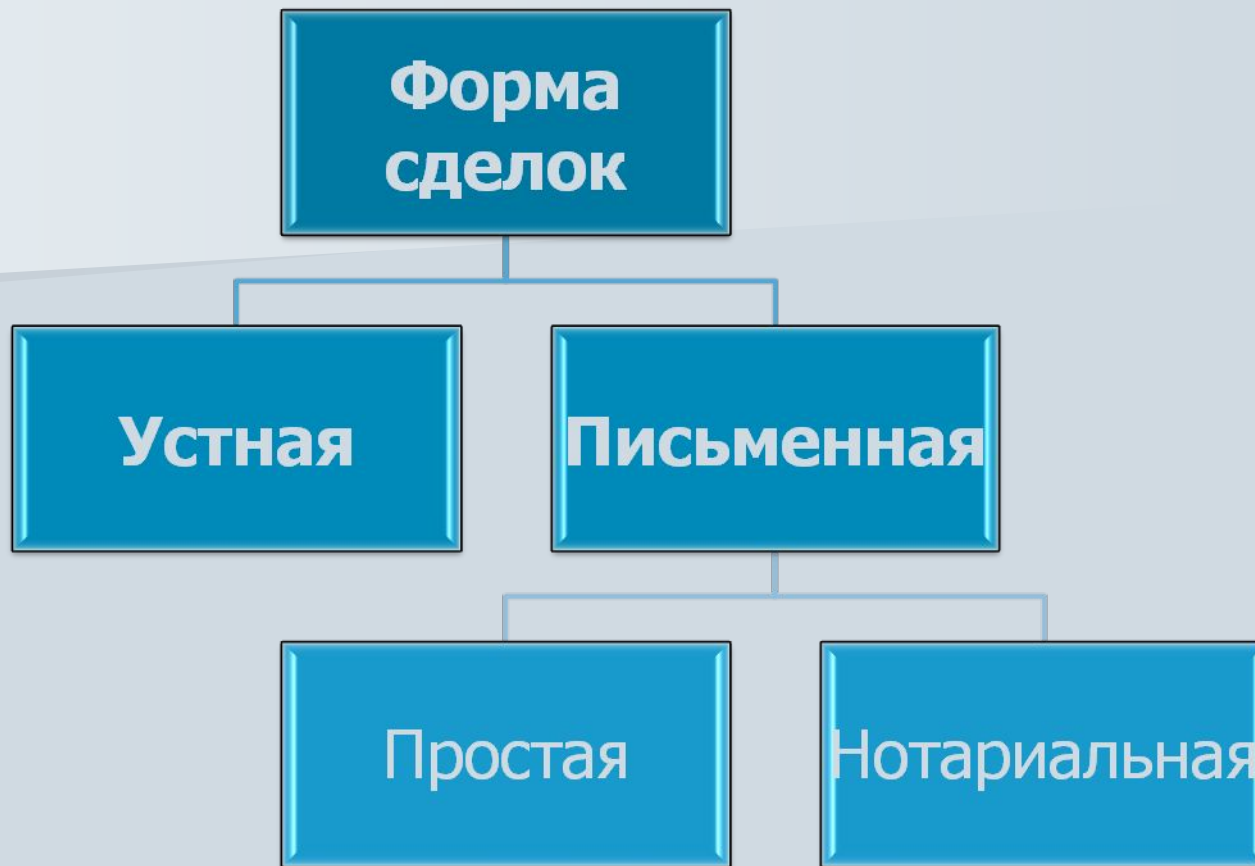 Форма
сделок
Устная
Письменная
Простая
Нотариальная